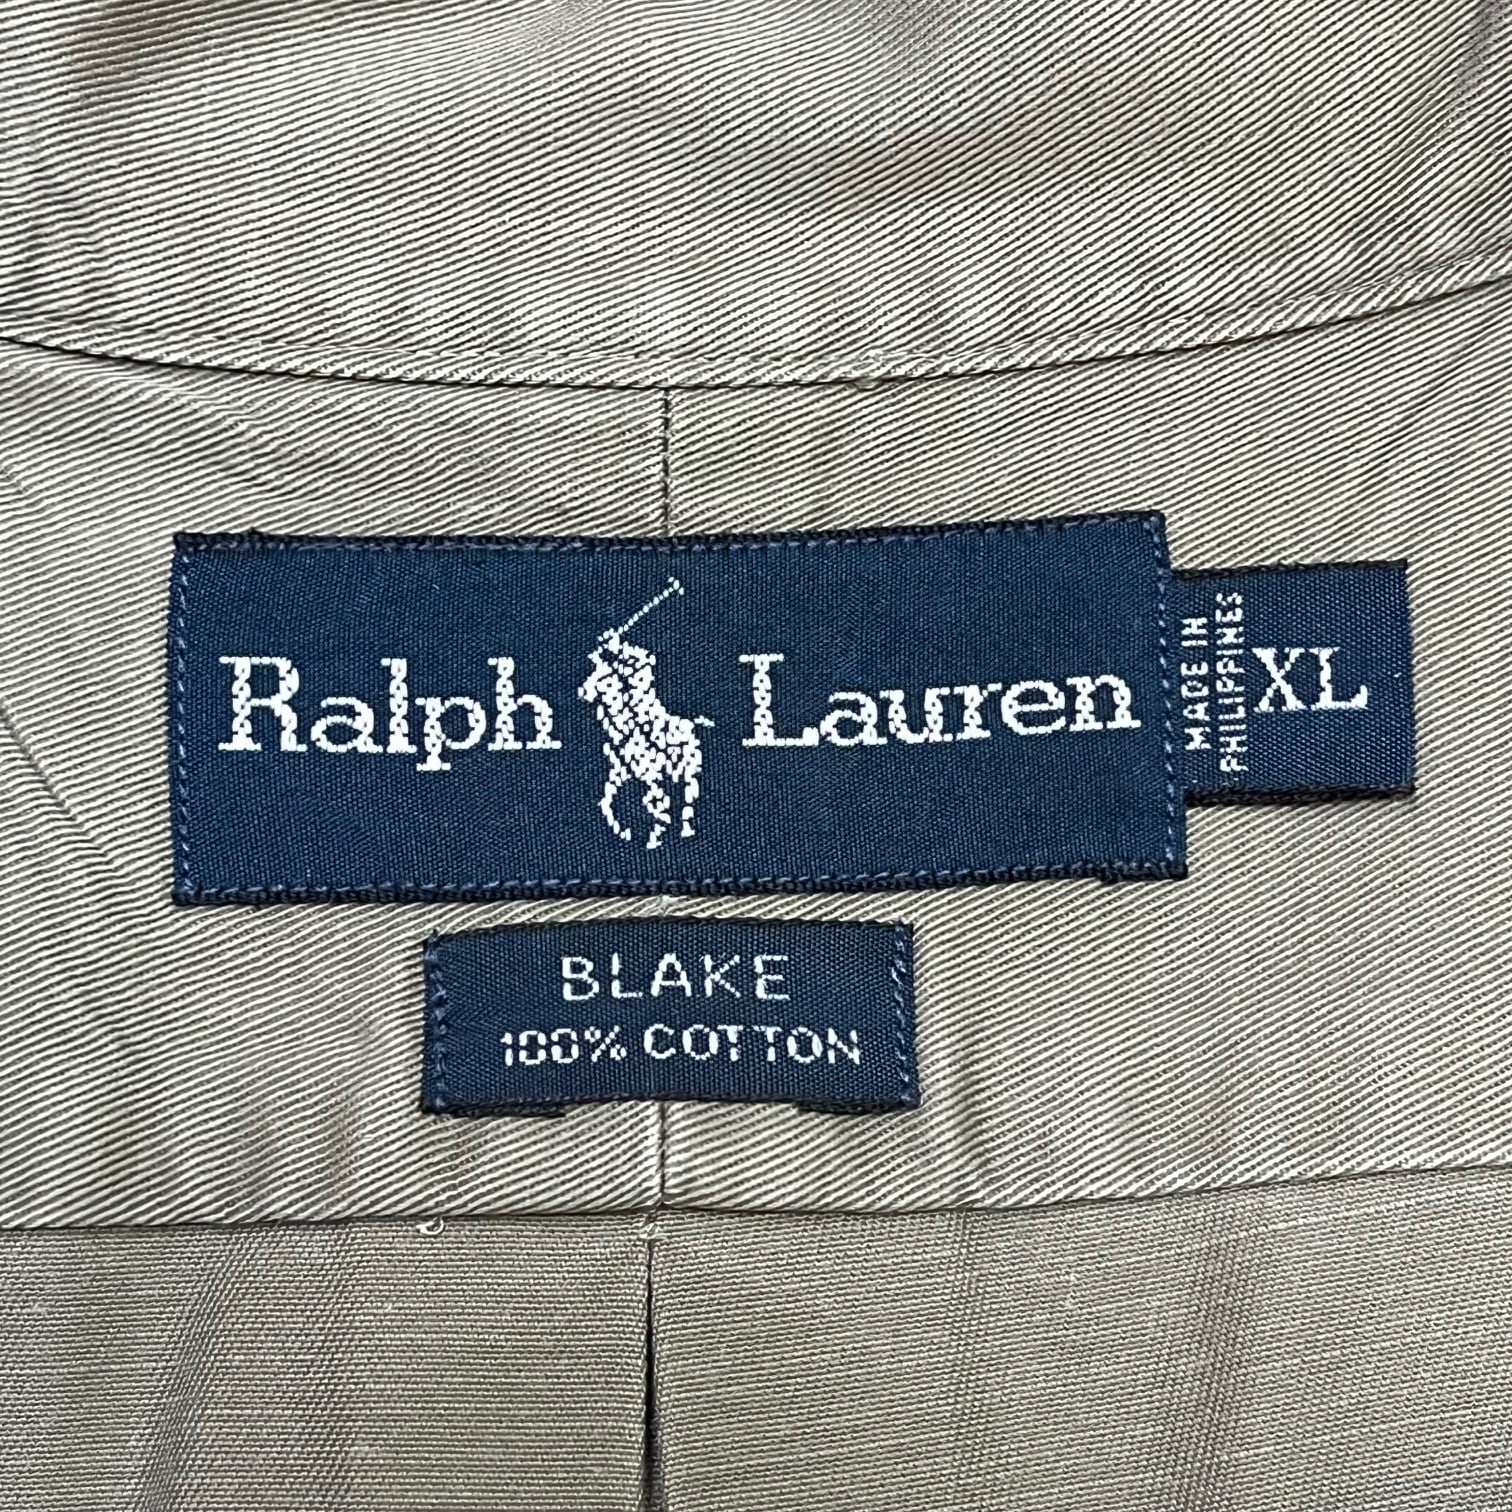 Ralph Lauren
MADE IN
PHILIPPINES
XL
BLAKE
100% COTTON